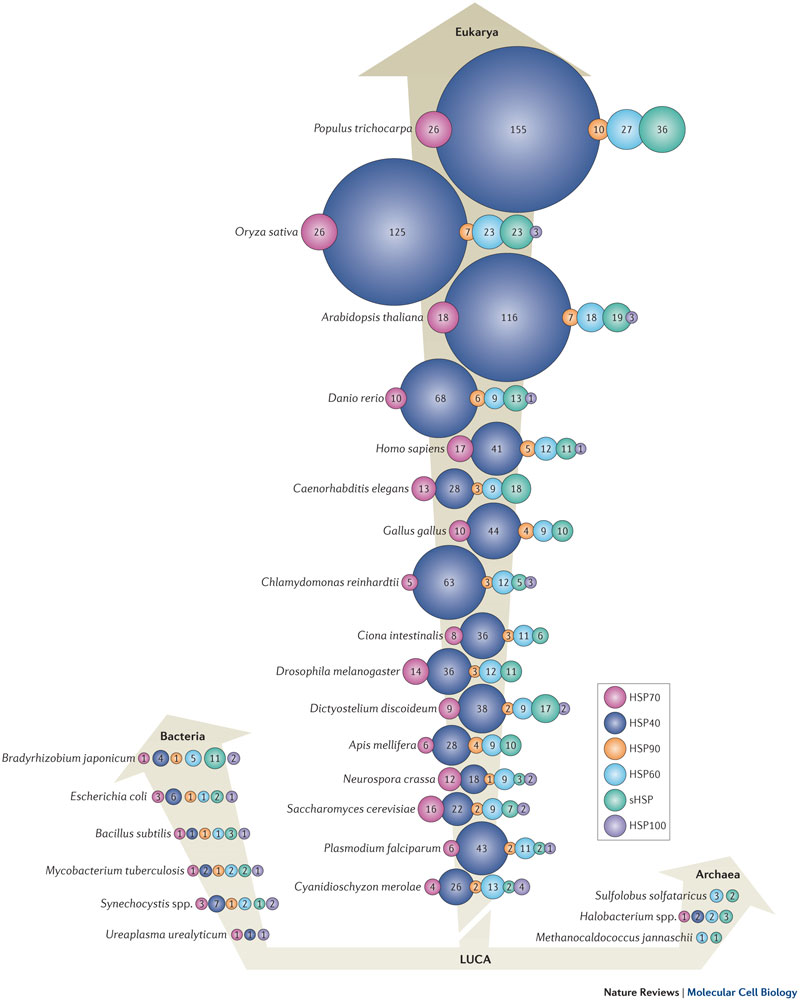 Eukarya
Populus trichocarpa 26 155 10 27 36
Oryza sativa 26 125 7 23 23 3
Arabidopsis thaliana 18 116 7 18 19 3
Danio rerio 10 68 6 9 13 1
Homo sapiens 17 41 5 12 11 1
Caenorhabditis elegans 13 28 3 9 18
Gallus gallus 10 44 4 9 10
Chlamydomonas reinhardtii 5 63 3 12 5 3
Ciona intestinalis 8 36 3 11 6
Drosophila melanogaster 14 36 3 12 11
Dictyostelium discoideum 9 38 2 9 17 2
Apis mellifera 6 28 4 9 10
Neurospora crassa 12 18 1 9 3 2
Saccharomyces cerevisiae 16 22 2 9 7 2
Plasmodium falciparum 6 43 2 11 2 1
Cyanidioschyzon merolae 4 26 2 13 2 4
HSP70
HSP40
HSP90
HSP60
sHSP
HSP100
Bacteria
Bradyrhizobium japonicum 1 4 1 5 11 2
Escherichia coli 3 6 1 1 2 1
Bacillus subtilis 1 1 1 1 3 1
Mycobacterium tuberculosis 1 2 1 2 2 1
Synechocystis spp. 3 7 1 2 1 2
Ureaplasma urealyticum 1 1 1
Archaea
Sulfolobus solfataricus 3 2
Halobacterium spp. 1 2 2 3
Methanocaldococcus jannaschii 1 1
LUCA
Nature Reviews | Molecular Cell Biology